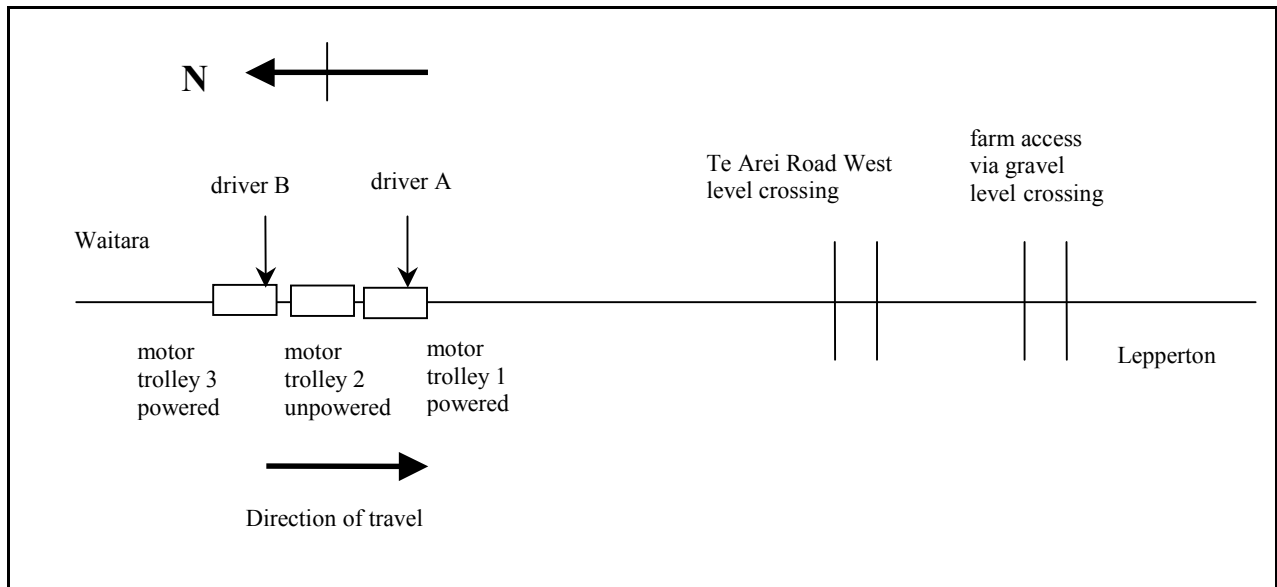 N
driver B
driver A
Te Arei Road West
level crossing
farm access
via gravel
level crossing
Waitara
motor
trolley 3
powered
motor
trolley 2
unpowered
motor
trolley 1
powered
Lepperton
Direction of travel